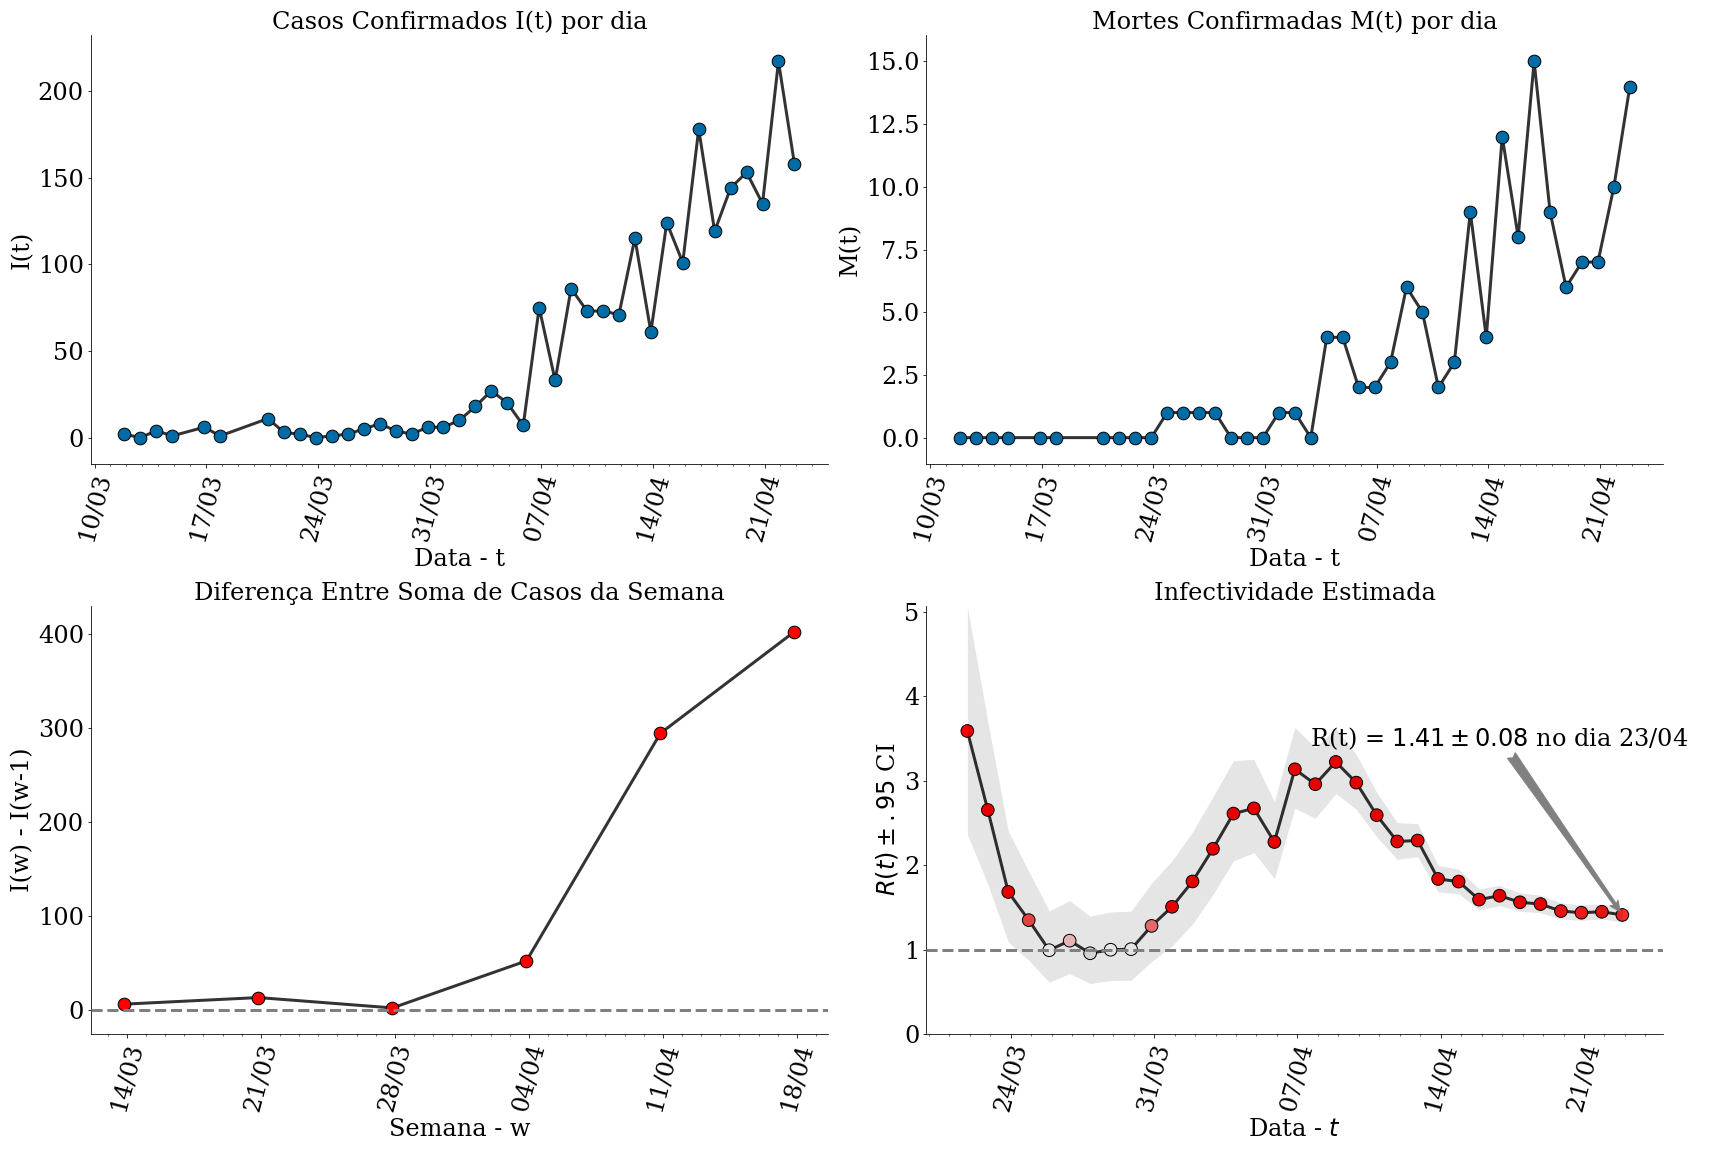 Casos Confirmados I(t) por dia
I(t)
200
150
100
50
0
10/03 17/03 24/03 31/03 07/04 14/04 21/04
Data - t
Mortes Confirmadas M(t) por dia
M(t)
15.0
12.5
10.0
7.5
5.0
2.5
0.0
10/03 17/03 24/03 31/03 07/04 14/04 21/04
Data - t
Diferença Entre Soma de Casos da Semana
I(w) - I(w-1)
400
300
200
100
0
14/03 21/03 28/03 04/04 11/04 18/04
Semana - w
Infectividade Estimada
R(t) ± .95 CI
5
4
3
2
1
0
R(t) = 1.41 ± 0.08 no dia 23/04
24/03 31/03 07/04 14/04 21/04
Data - t